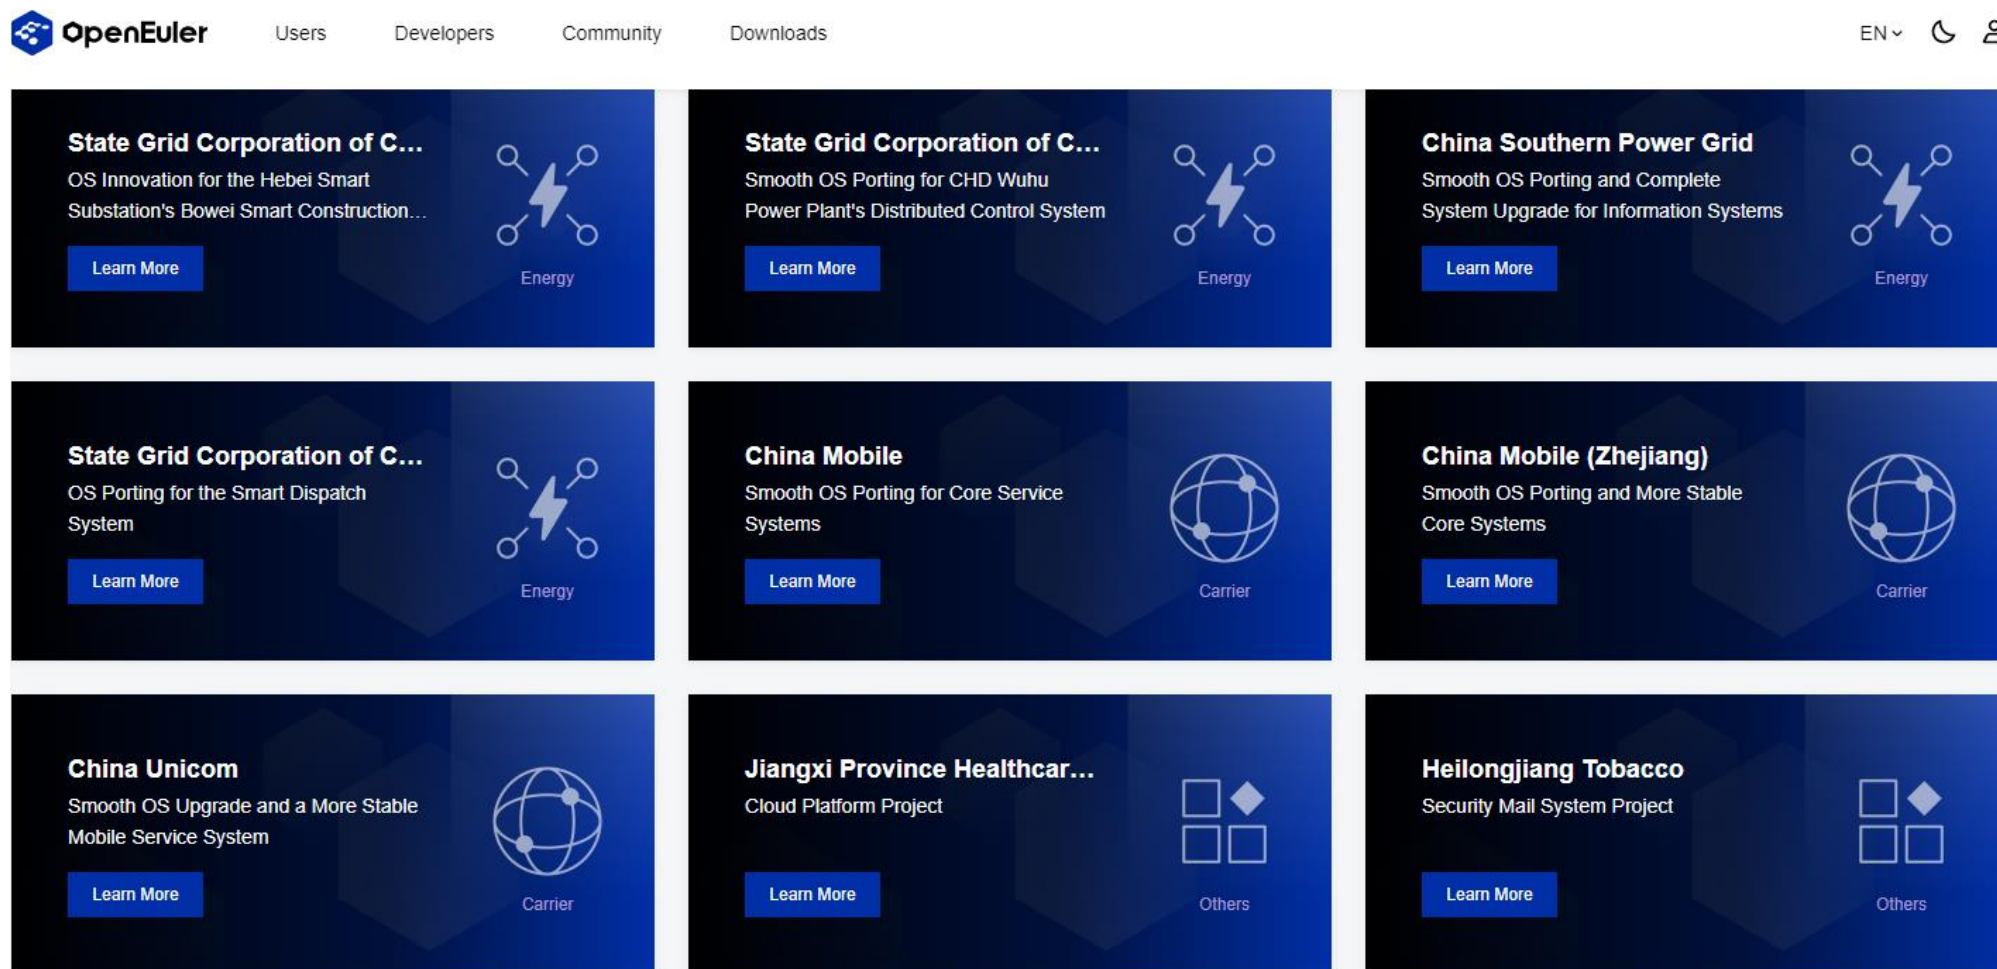 OpenEuler
Users
Developers
Community
Downloads
EN
State Grid Corporation of C...
OS Innovation for the Hebei Smart
Substation's Bowei Smart Construction...
Learn More
Energy
State Grid Corporation of C...
Smooth OS Porting for CHD Wuhu
Power Plant's Distributed Control System
Learn More
Energy
China Southern Power Grid
Smooth OS Porting and Complete
System Upgrade for Information Systems
Learn More
Energy
State Grid Corporation of C...
OS Porting for the Smart Dispatch
System
Learn More
Energy
China Mobile
Smooth OS Porting for Core Service
Systems
Learn More
Carrier
China Mobile (Zhejiang)
Smooth OS Porting and More Stable
Core Systems
Learn More
Carrier
China Unicom
Smooth OS Upgrade and a More Stable
Mobile Service System
Learn More
Carrier
Jiangxi Province Healthcar...
Cloud Platform Project
Learn More
Others
Heilongjiang Tobacco
Security Mail System Project
Learn More
Others